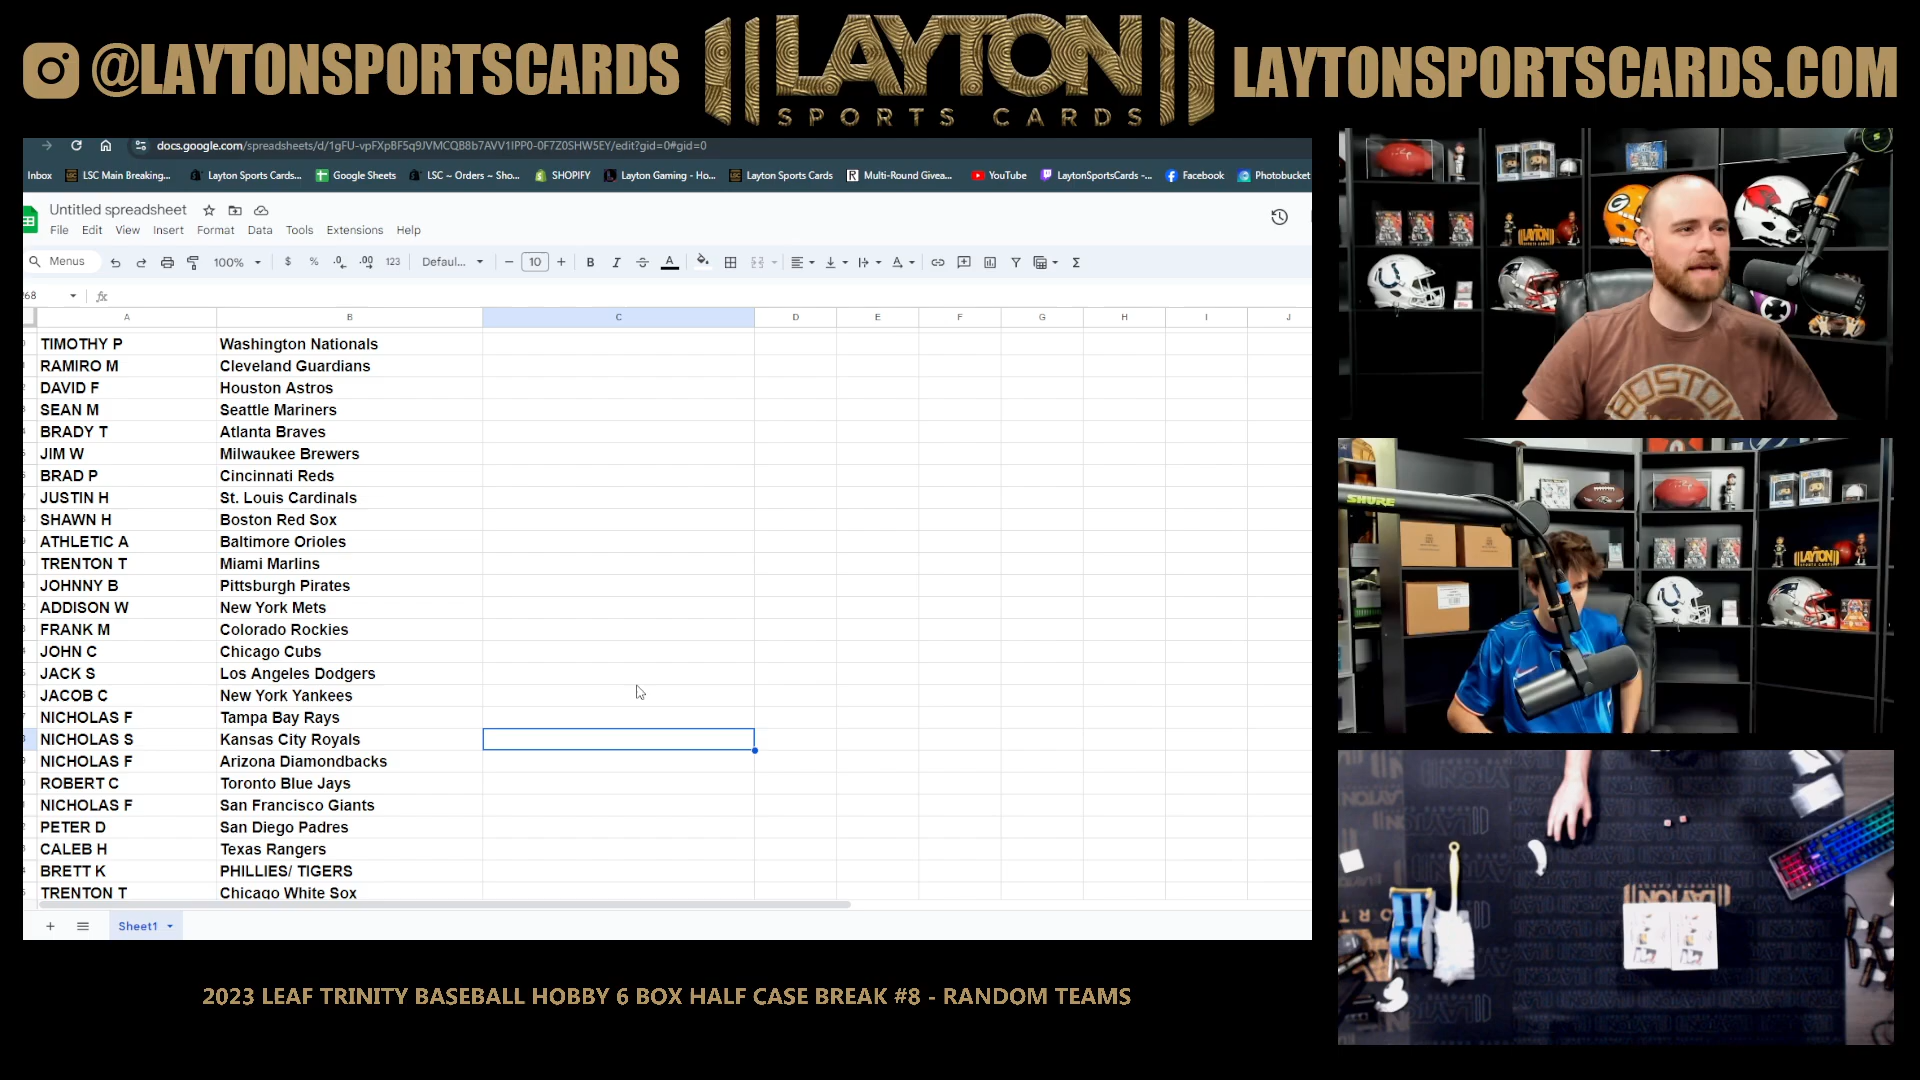 @LAYTONSPORTSCARDS
LAYTON
SPORTS CARDS
LAYTONSPORTSCARDS.COM
docs.google.com/spreadsheets/d/1gFU-vpFXpBF5q9JVMCQB8b7AVV1IPP0-0F7Z0SHW5EY/edit?gid=0#gid=0
Inbox LSC Main Breaking... Layton Sports Cards... Google Sheets LSC ~ Orders ~ Sho... SHOPIFY Layton Gaming - Ho... Layton Sports Cards Multi-Round Givea... YouTube LaytonSportsCards -... Facebook Photobucket
Untitled spreadsheet
File Edit View Insert Format Data Tools Extensions Help
Menus 100% $ % .0 .00 123 Defaul... 10 B I A
68 fx
A B C D E F G H I J
TIMOTHY P Washington Nationals
RAMIRO M Cleveland Guardians
DAVID F Houston Astros
SEAN M Seattle Mariners
BRADY T Atlanta Braves
JIM W Milwaukee Brewers
BRAD P Cincinnati Reds
JUSTIN H St. Louis Cardinals
SHAWN H Boston Red Sox
ATHLETIC A Baltimore Orioles
TRENTON T Miami Marlins
JOHNNY B Pittsburgh Pirates
ADDISON W New York Mets
FRANK M Colorado Rockies
JOHN C Chicago Cubs
JACK S Los Angeles Dodgers
JACOB C New York Yankees
NICHOLAS F Tampa Bay Rays
NICHOLAS S Kansas City Royals
NICHOLAS F Arizona Diamondbacks
ROBERT C Toronto Blue Jays
NICHOLAS F San Francisco Giants
PETER D San Diego Padres
CALEB H Texas Rangers
BRETT K PHILLIES/ TIGERS
TRENTON T Chicago White Sox
Sheet1
2023 LEAF TRINITY BASEBALL HOBBY 6 BOX HALF CASE BREAK #8 - RANDOM TEAMS
BOSTON
SHURE
LAYTON